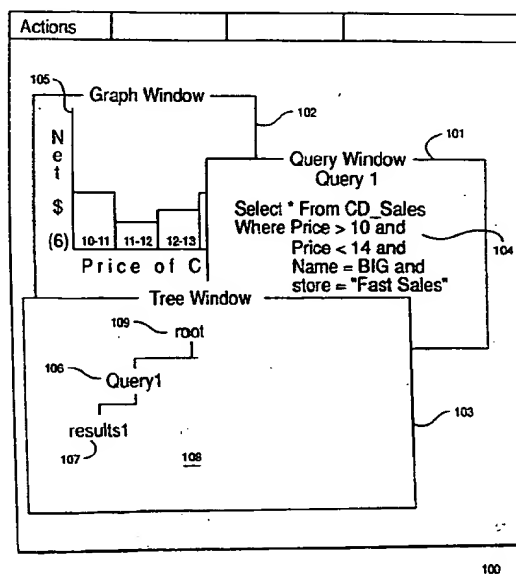 Actions
105
Graph Window
102
101
Net
$
(6)
10-11 11-12 12-13
Price of C
Query Window
Query 1
Select * From CD_Sales
Where Price > 10 and
Price < 14 and
Name = BIG and
store = "Fast Sales"
104
Tree Window
109
root
106
Query1
results1
107
108
103
100